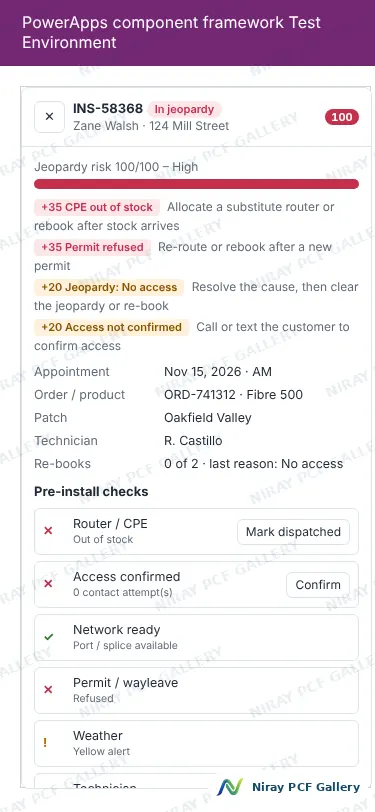 PowerApps component framework Test
Environment
✕ INS-58368 In jeopardy
Zane Walsh · 124 Mill Street
100
Jeopardy risk 100/100 – High
+35 CPE out of stock Allocate a substitute router or
rebook after stock arrives
+35 Permit refused Re-route or rebook after a new
permit
+20 Jeopardy: No access Resolve the cause, then clear
the jeopardy or re-book
+20 Access not confirmed Call or text the customer to
confirm access
Appointment Nov 15, 2026 · AM
Order / product ORD-741312 · Fibre 500
Patch Oakfield Valley
Technician R. Castillo
Re-books 0 of 2 · last reason: No access
Pre-install checks
✕ Router / CPE
Out of stock
Mark dispatched
✕ Access confirmed
0 contact attempt(s)
Confirm
✓ Network ready
Port / splice available
✕ Permit / wayleave
Refused
! Weather
Yellow alert
Technician
Niray PCF Gallery